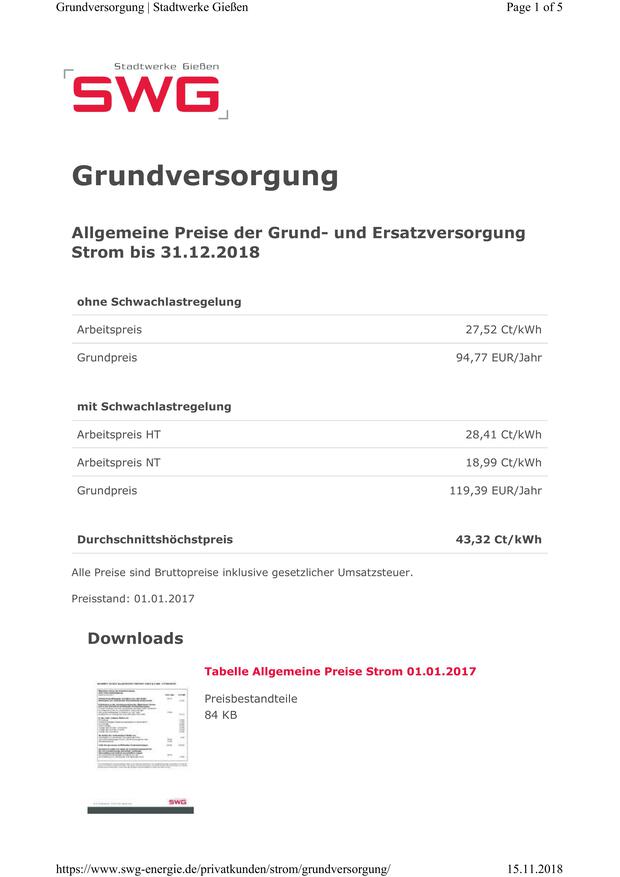 Grundversorgung | Stadtwerke Gießen Page 1 of 5
Stadtwerke Gießen
SWG
Grundversorgung
Allgemeine Preise der Grund- und Ersatzversorgung
Strom bis 31.12.2018
ohne Schwachlastregelung
Arbeitspreis 27,52 Ct/kWh
Grundpreis 94,77 EUR/Jahr
mit Schwachlastregelung
Arbeitspreis HT 28,41 Ct/kWh
Arbeitspreis NT 18,99 Ct/kWh
Grundpreis 119,39 EUR/Jahr
Durchschnittshöchstpreis 43,32 Ct/kWh
Alle Preise sind Bruttopreise inklusive gesetzlicher Umsatzsteuer.
Preisstand: 01.01.2017
Downloads
Tabelle Allgemeine Preise Strom 01.01.2017
Preisbestandteile
84 KB
SWG
https://www.swg-energie.de/privatkunden/strom/grundversorgung/ 15.11.2018